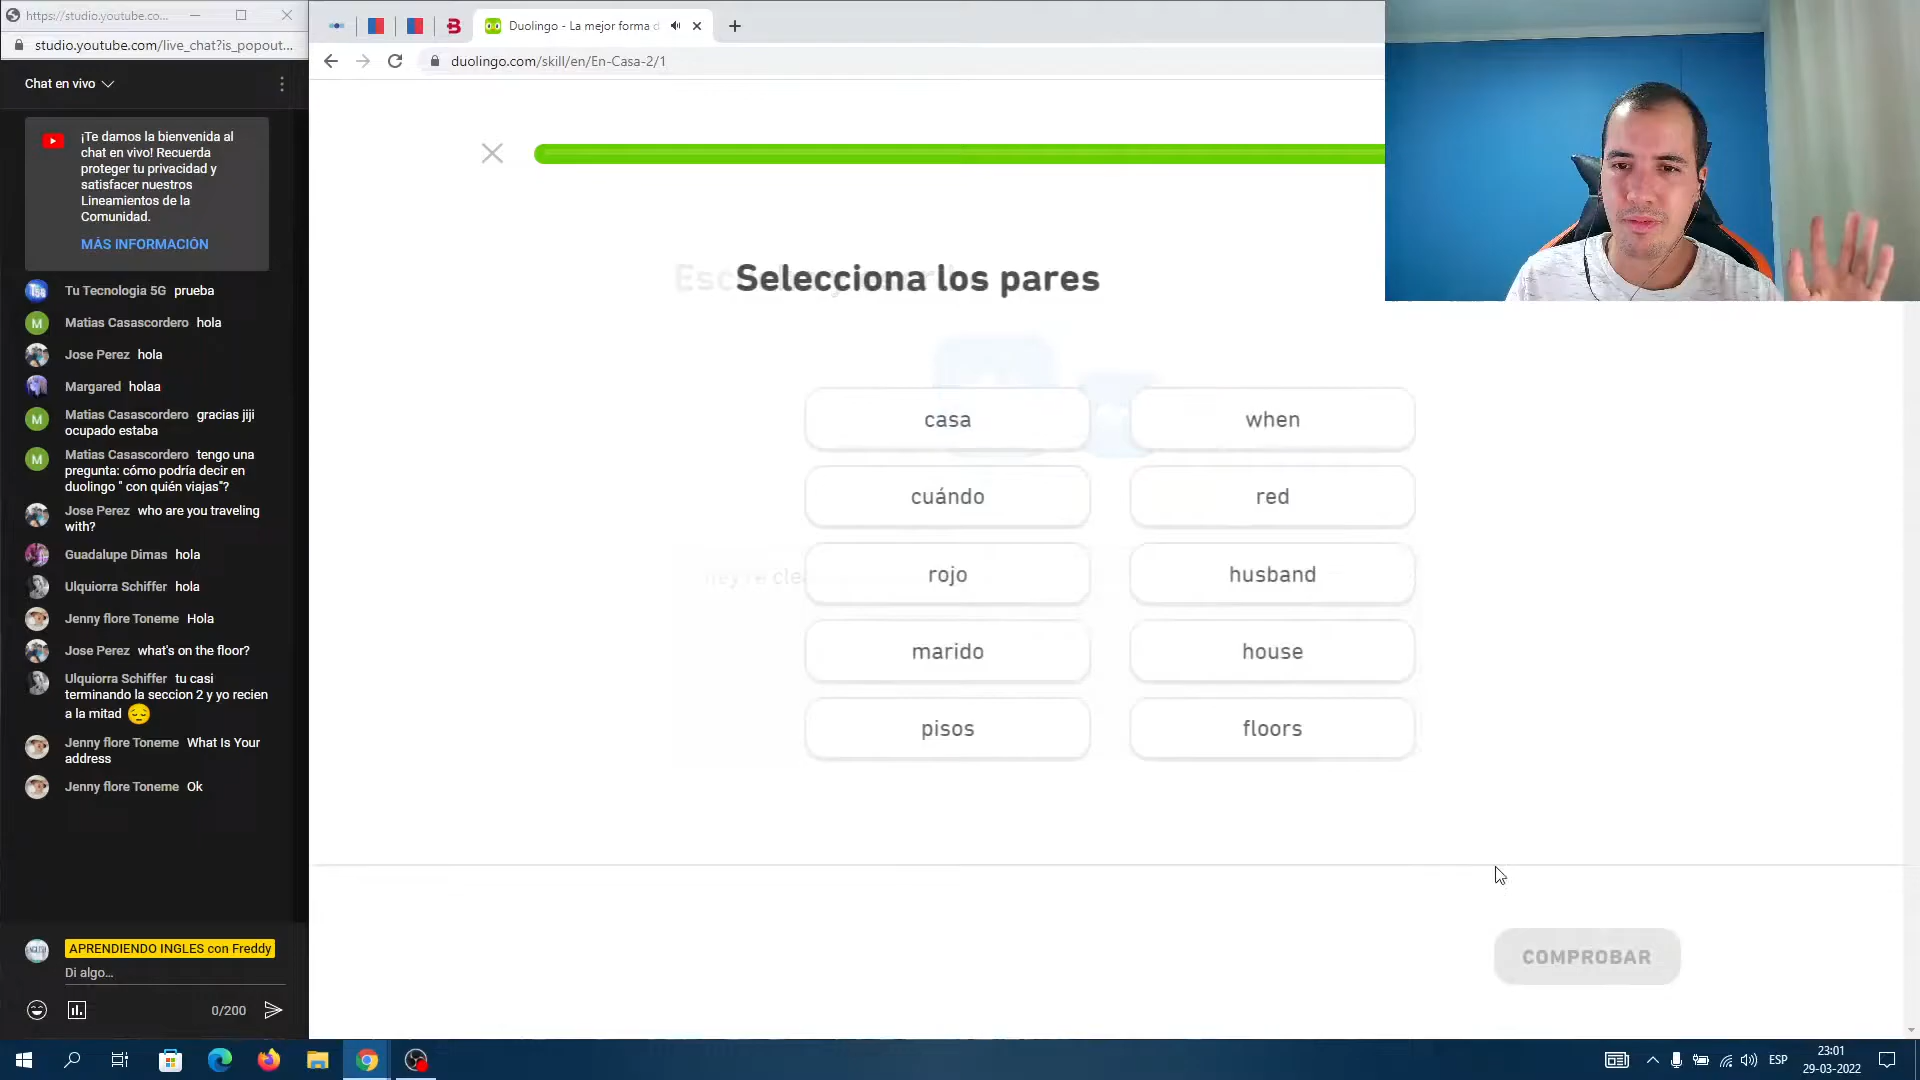 https://studio.youtube.co...
studio.youtube.com/live_chat?is_popout...
Chat en vivo
¡Te damos la bienvenida al
chat en vivo! Recuerda
proteger tu privacidad y
satisfacer nuestros
Lineamientos de la
Comunidad.
MÁS INFORMACIÓN
Tu Tecnologia 5G prueba
Matias Casascordero hola
Jose Perez hola
Margared holaa
Matias Casascordero gracias jiji
ocupado estaba
Matias Casascordero tengo una
pregunta: cómo podría decir en
duolingo " con quién viajas"?
Jose Perez who are you traveling
with?
Guadalupe Dimas hola
Ulquiorra Schiffer hola
Jenny flore Toneme Hola
Jose Perez what's on the floor?
Ulquiorra Schiffer tu casi
terminando la seccion 2 y yo recien
a la mitad
Jenny flore Toneme What Is Your
address
Jenny flore Toneme Ok
APRENDIENDO INGLES con Freddy
Di algo...
0/200
Duolingo - La mejor forma d
duolingo.com/skill/en/En-Casa-2/1
Selecciona los pares
casa
when
cuándo
red
rojo
husband
marido
house
pisos
floors
COMPROBAR
ESP
23:01
29-03-2022